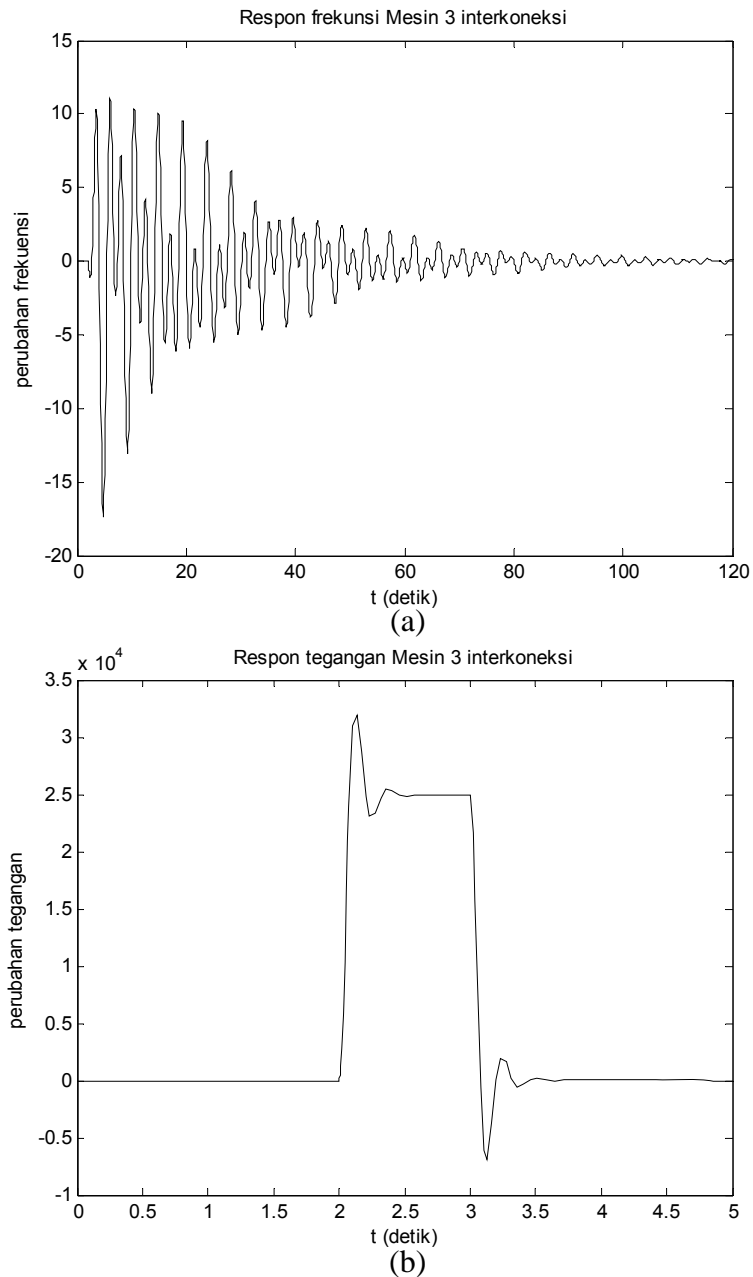 Respon frekunsi Mesin 3 interkoneksi
15
10
5
0
-5
-10
-15
-20
perubahan frekuensi
0 20 40 60 80 100 120
t (detik)
(a)
x 10^4
Respon tegangan Mesin 3 interkoneksi
3.5
3
2.5
2
1.5
1
0.5
0
-0.5
-1
perubahan tegangan
0 0.5 1 1.5 2 2.5 3 3.5 4 4.5 5
t (detik)
(b)